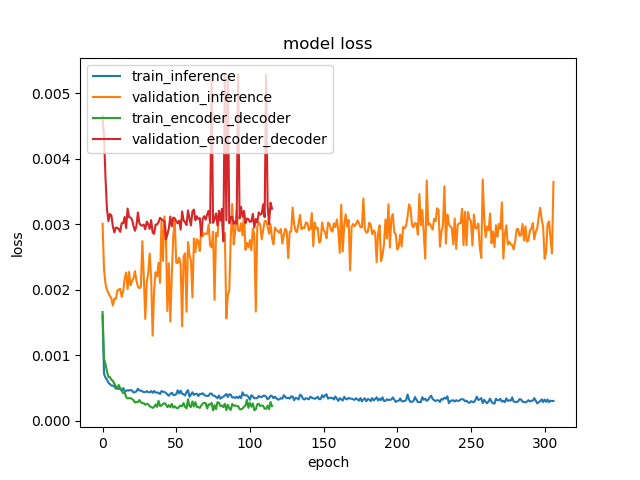 model loss
train_inference
validation_inference
train_encoder_decoder
validation_encoder_decoder
loss
0.005
0.004
0.003
0.002
0.001
0.000
0 50 100 150 200 250 300
epoch